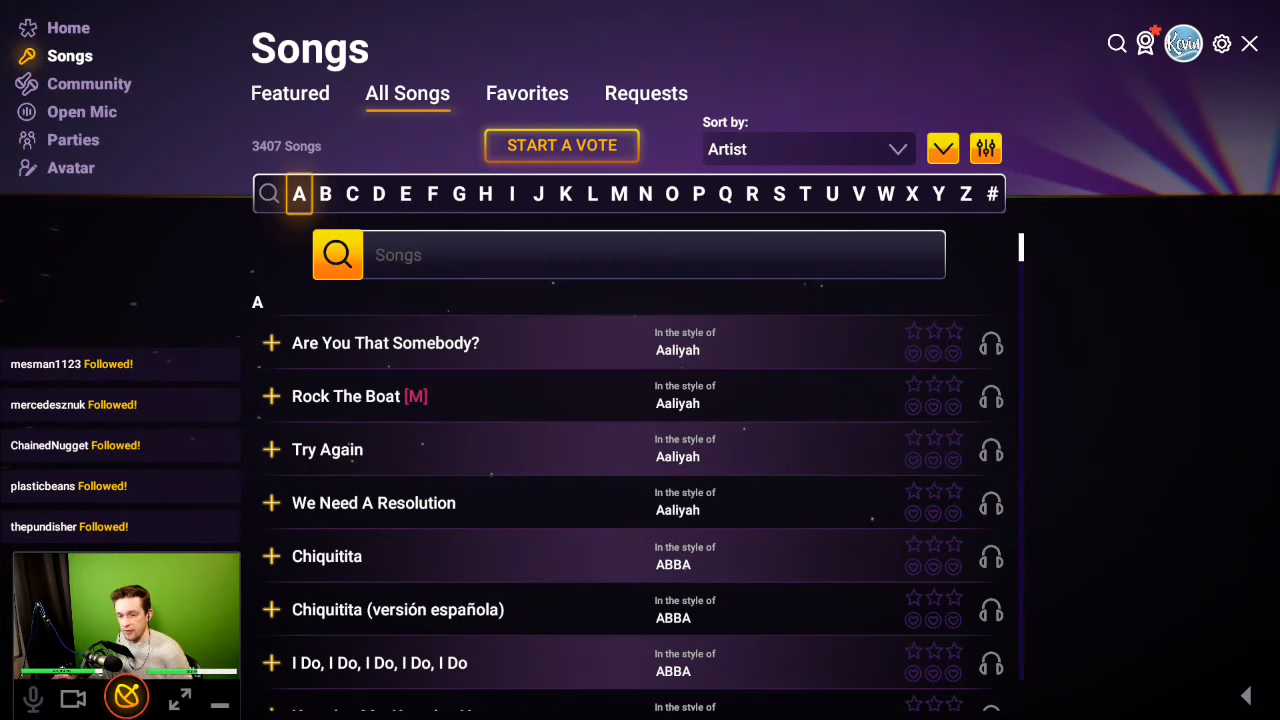 Home
Songs
Community
Open Mic
Parties
Avatar
Songs
Kevin
Featured
All Songs
Favorites
Requests
3407 Songs
START A VOTE
Sort by:
Artist
A B C D E F G H I J K L M N O P Q R S T U V W X Y Z #
Songs
A
Are You That Somebody?
In the style of
Aaliyah
Rock The Boat [M]
In the style of
Aaliyah
Try Again
In the style of
Aaliyah
We Need A Resolution
In the style of
Aaliyah
Chiquitita
In the style of
ABBA
Chiquitita (versión española)
In the style of
ABBA
I Do, I Do, I Do, I Do, I Do
In the style of
ABBA
In the style of
mesman1123 Followed!
mercedesznuk Followed!
ChainedNugget Followed!
plasticbeans Followed!
thepundisher Followed!